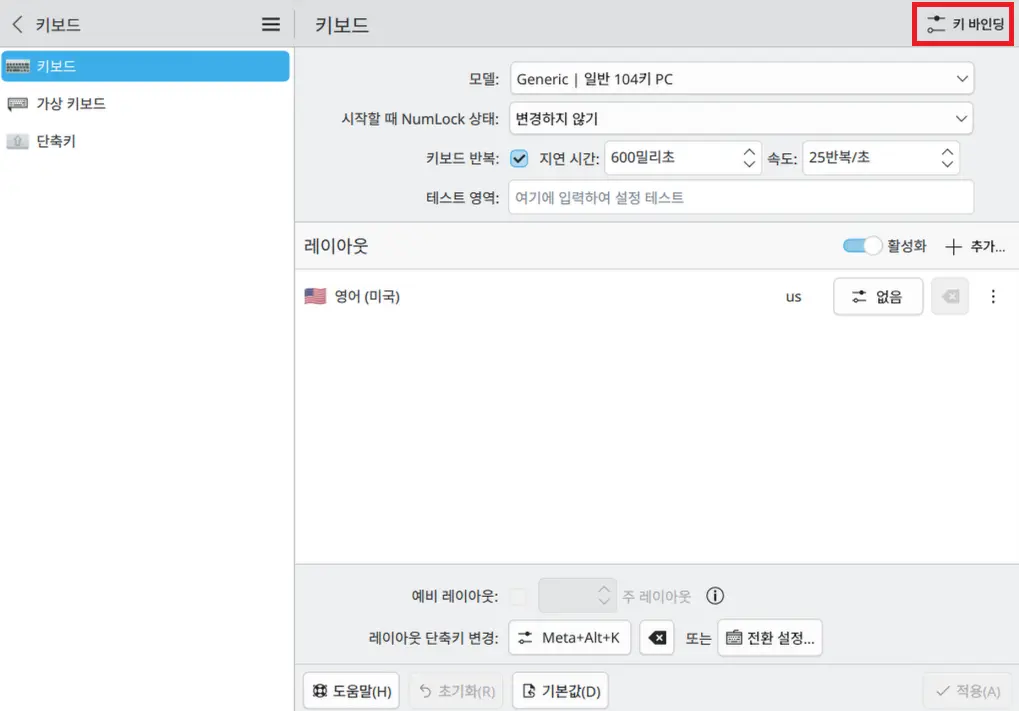 키보드
키보드
키 바인딩
키보드
가상 키보드
단축키
모델: Generic | 일반 104키 PC
시작할 때 NumLock 상태: 변경하지 않기
키보드 반복: 지연 시간: 600밀리초 속도: 25반복/초
테스트 영역: 여기에 입력하여 설정 테스트
레이아웃 활성화 추가...
영어 (미국) us 없음
예비 레이아웃: 주 레이아웃
레이아웃 단축키 변경: Meta+Alt+K 또는 전환 설정...
도움말(H) 초기화(R) 기본값(D) 적용(A)